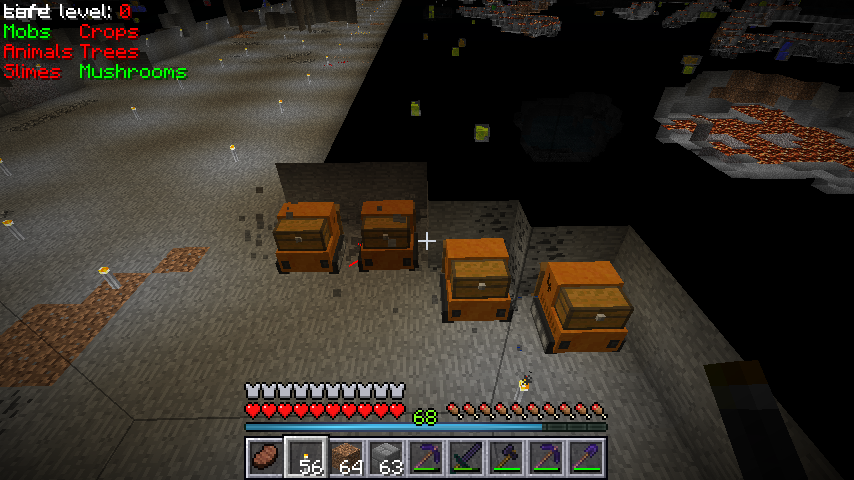 level: 0
Mobs Crops
Animals Trees
Slimes Mushrooms
68
56 64 63